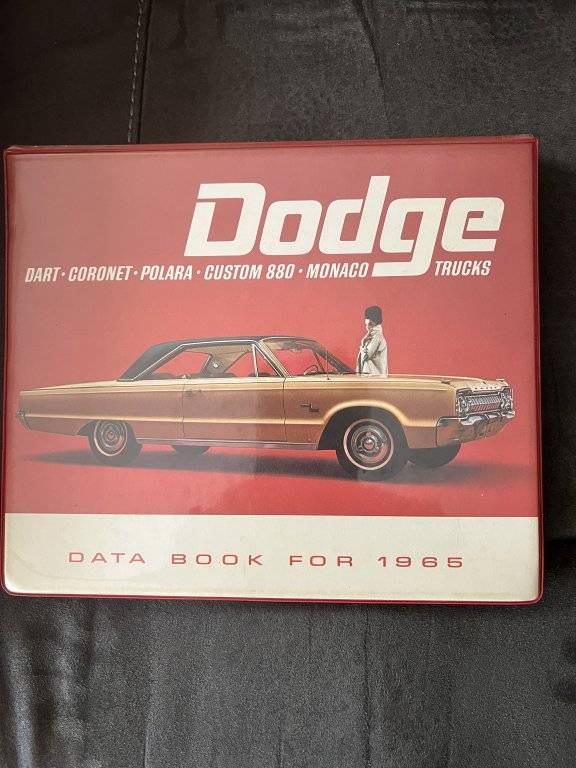 Dodge
DART · CORONET · POLARA · CUSTOM 880 · MONACO TRUCKS
DATA BOOK FOR 1965